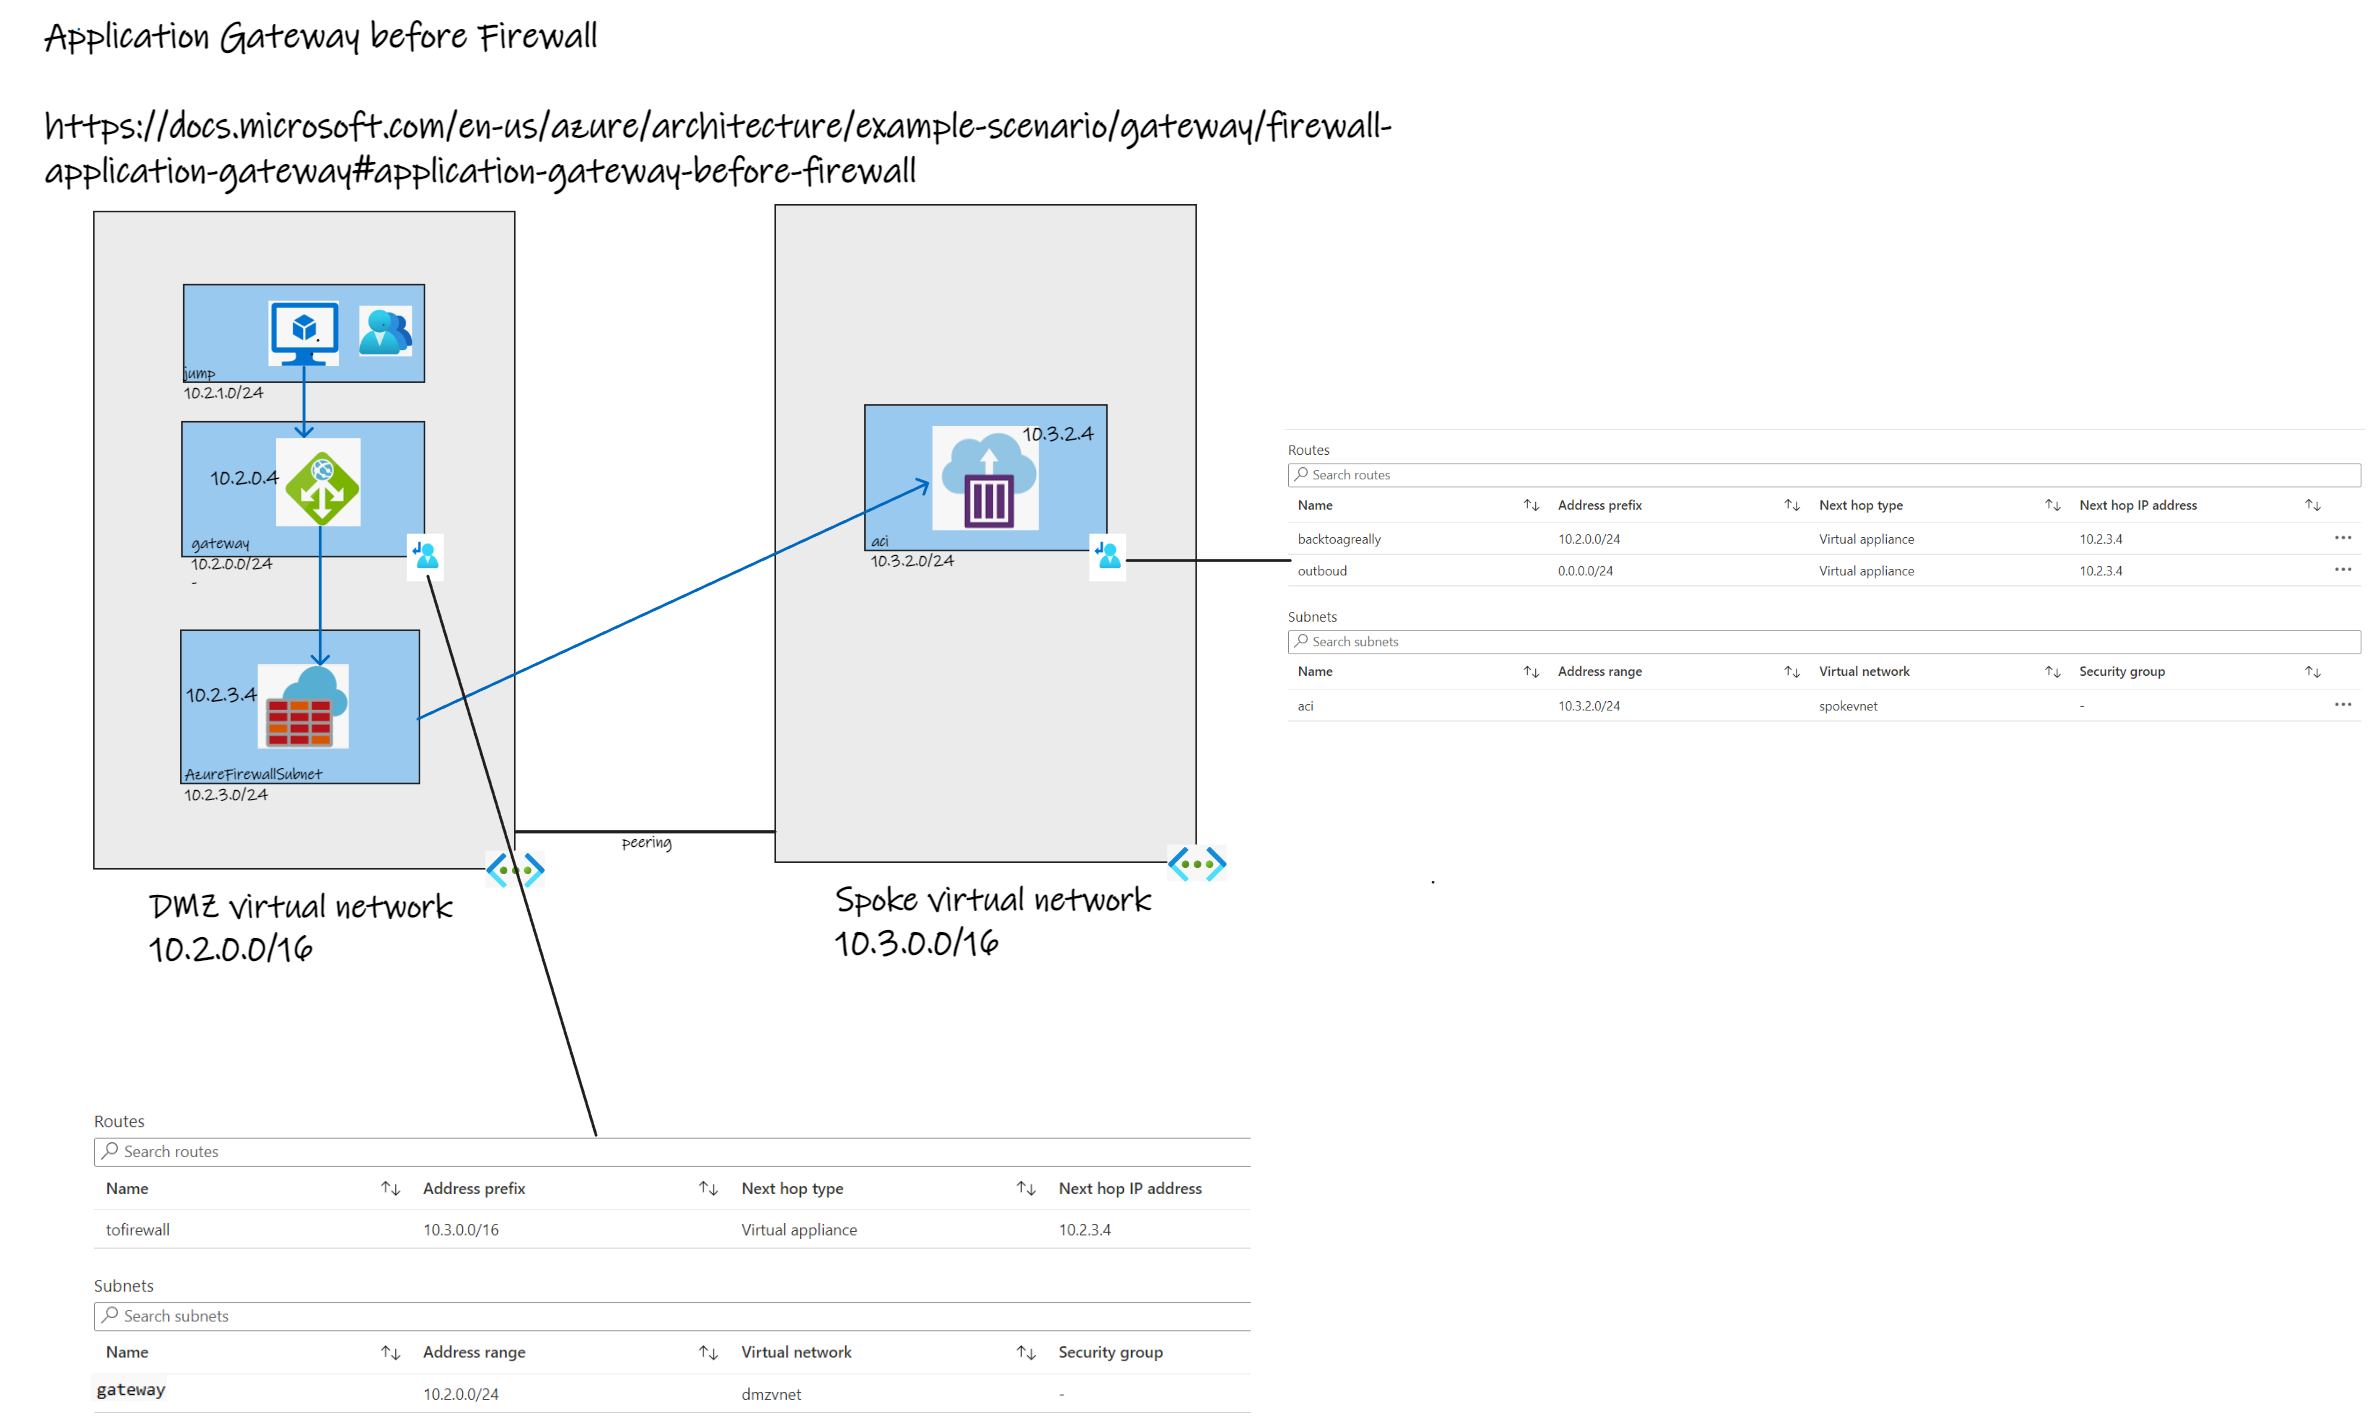 Application Gateway before Firewall
https://docs.microsoft.com/en-us/azure/architecture/example-scenario/gateway/firewall-
application-gateway#application-gateway-before-firewall
jump
10.2.1.0/24
10.2.0.4
gateway
10.2.0.0/24
-
10.2.3.4
AzureFirewallSubnet
10.2.3.0/24
DMZ virtual network
10.2.0.0/16
peering
10.3.2.4
aci
10.3.2.0/24
Spoke virtual network
10.3.0.0/16
Routes
Search routes
Name Address prefix Next hop type Next hop IP address
backtoagreally 10.2.0.0/24 Virtual appliance 10.2.3.4
outboud 0.0.0.0/24 Virtual appliance 10.2.3.4
Subnets
Search subnets
Name Address range Virtual network Security group
aci 10.3.2.0/24 spokevnet -
Routes
Search routes
Name Address prefix Next hop type Next hop IP address
tofirewall 10.3.0.0/16 Virtual appliance 10.2.3.4
Subnets
Search subnets
Name Address range Virtual network Security group
gateway 10.2.0.0/24 dmzvnet -